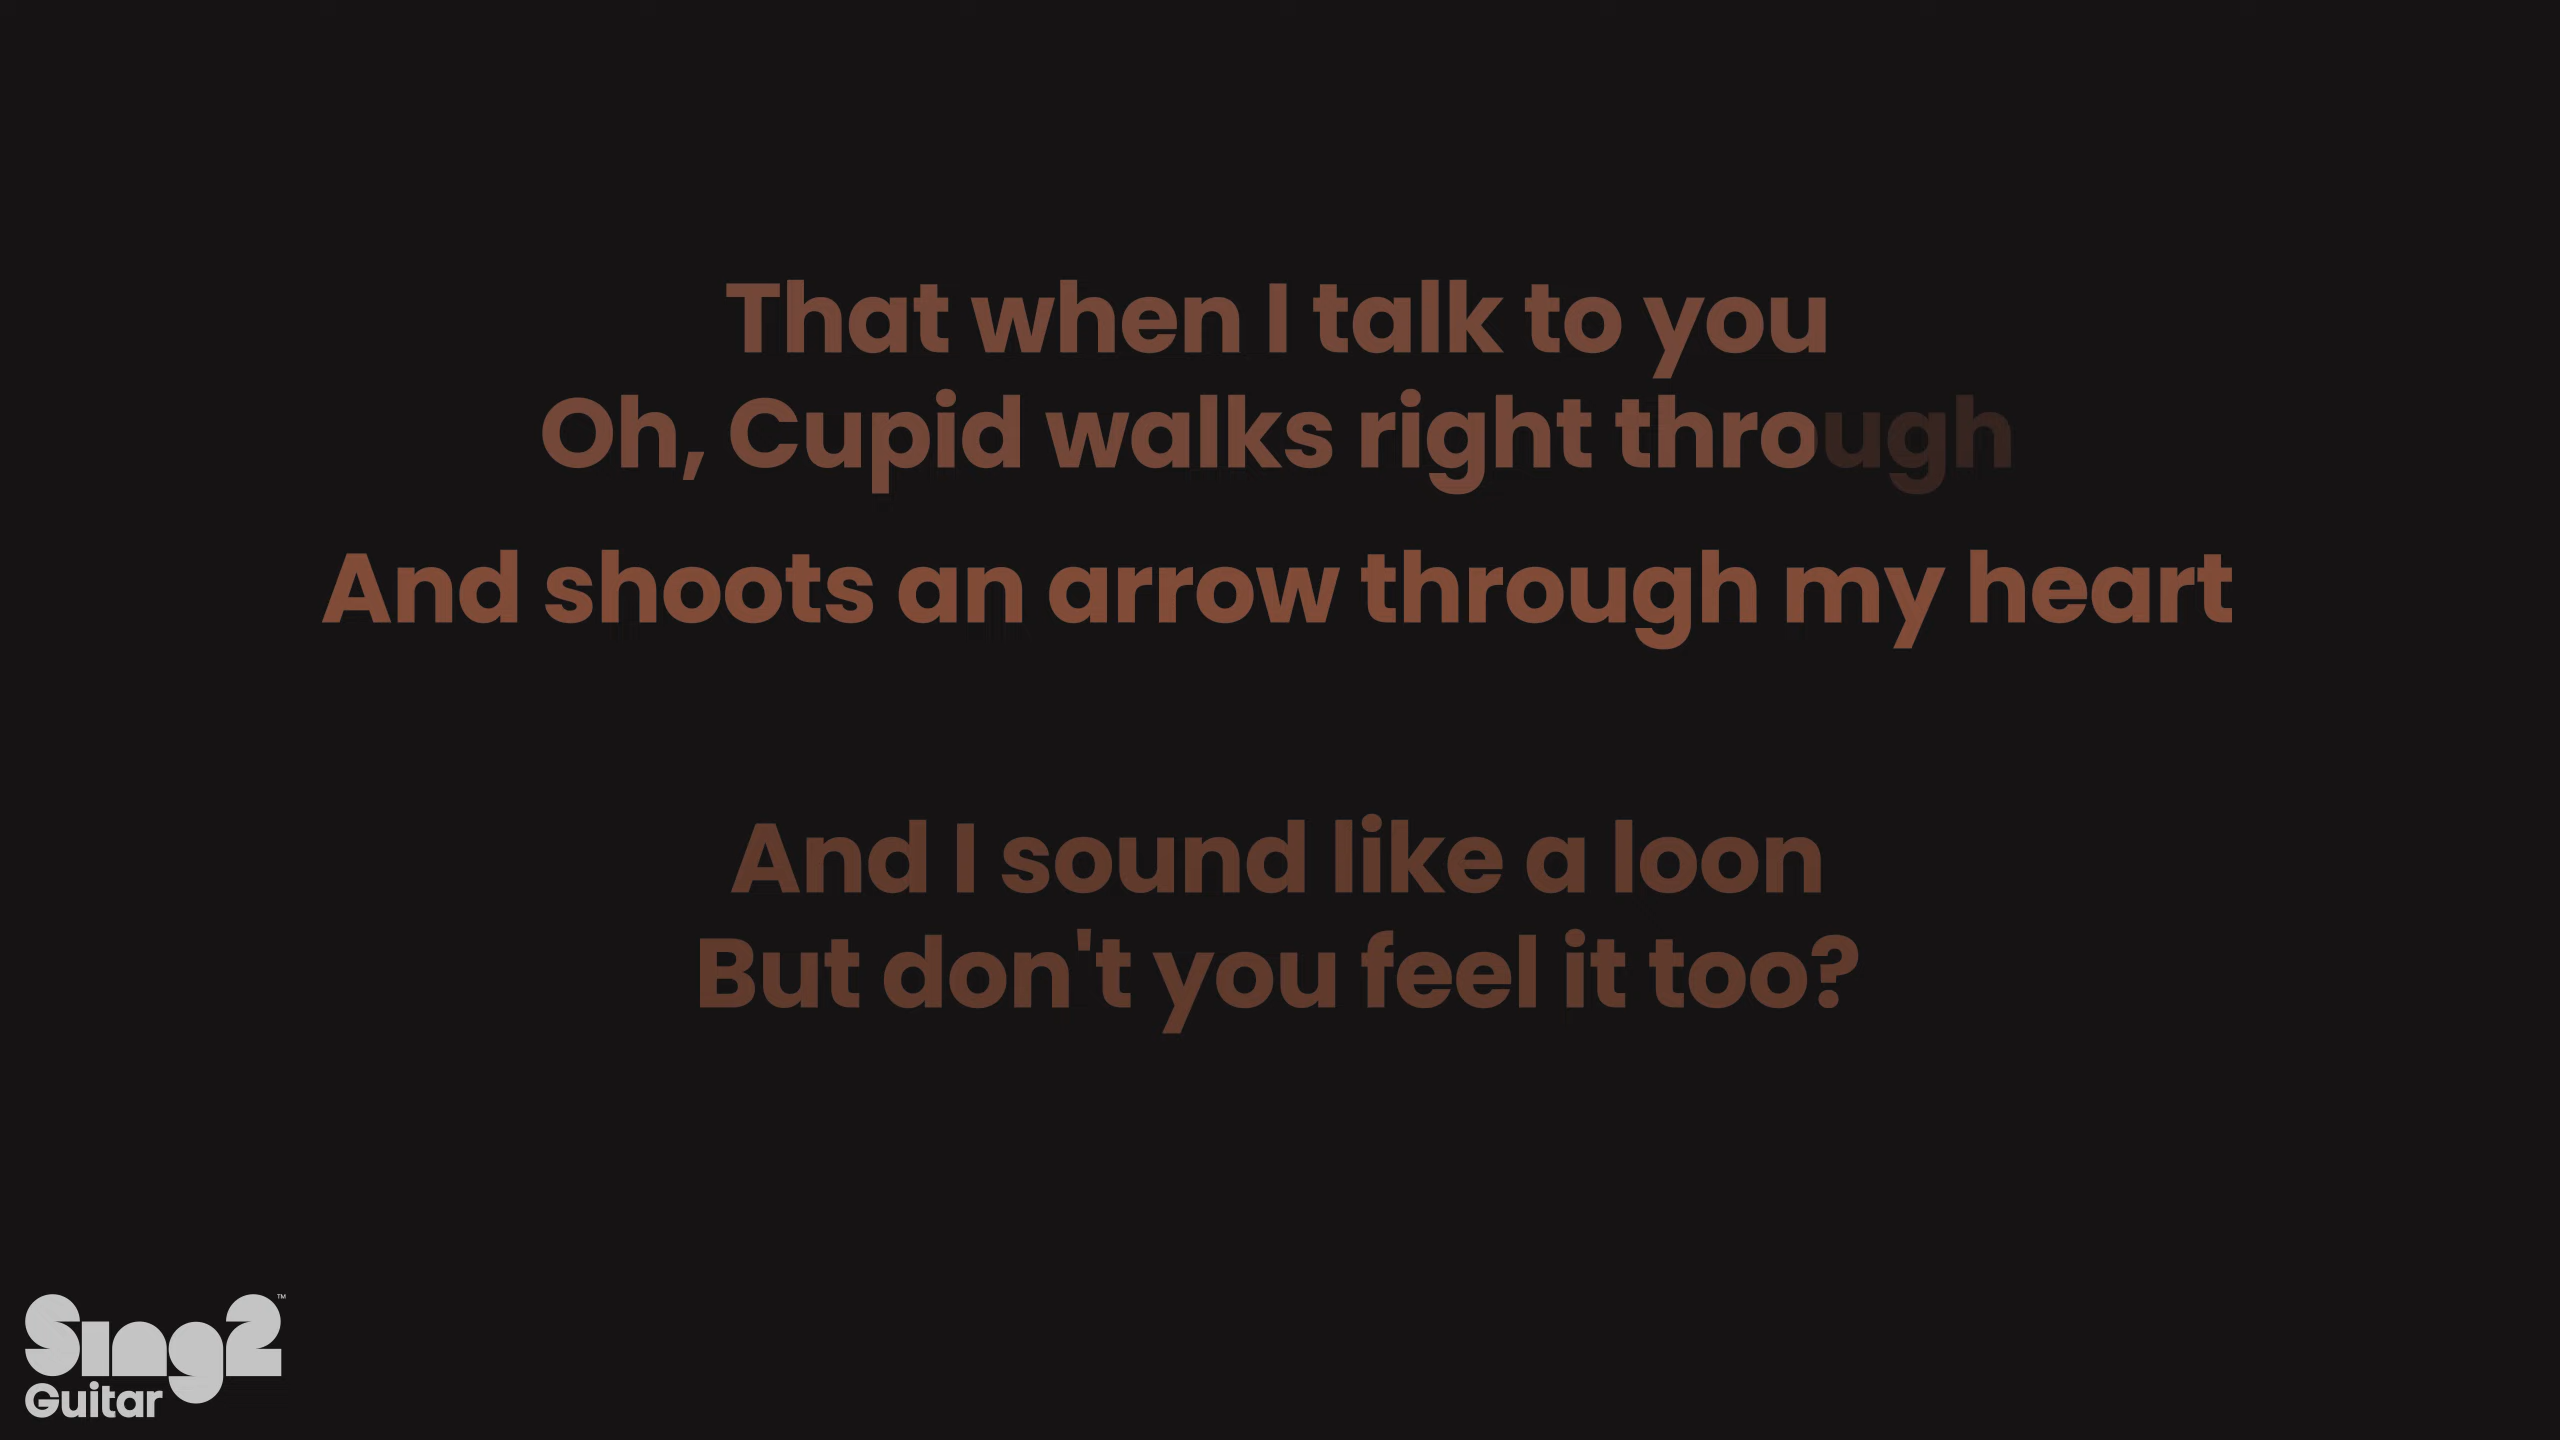 That when I talk to you
Oh, Cupid walks right through
And shoots an arrow through my heart
And I sound like a loon
But don't you feel it too?
Sing2™
Guitar